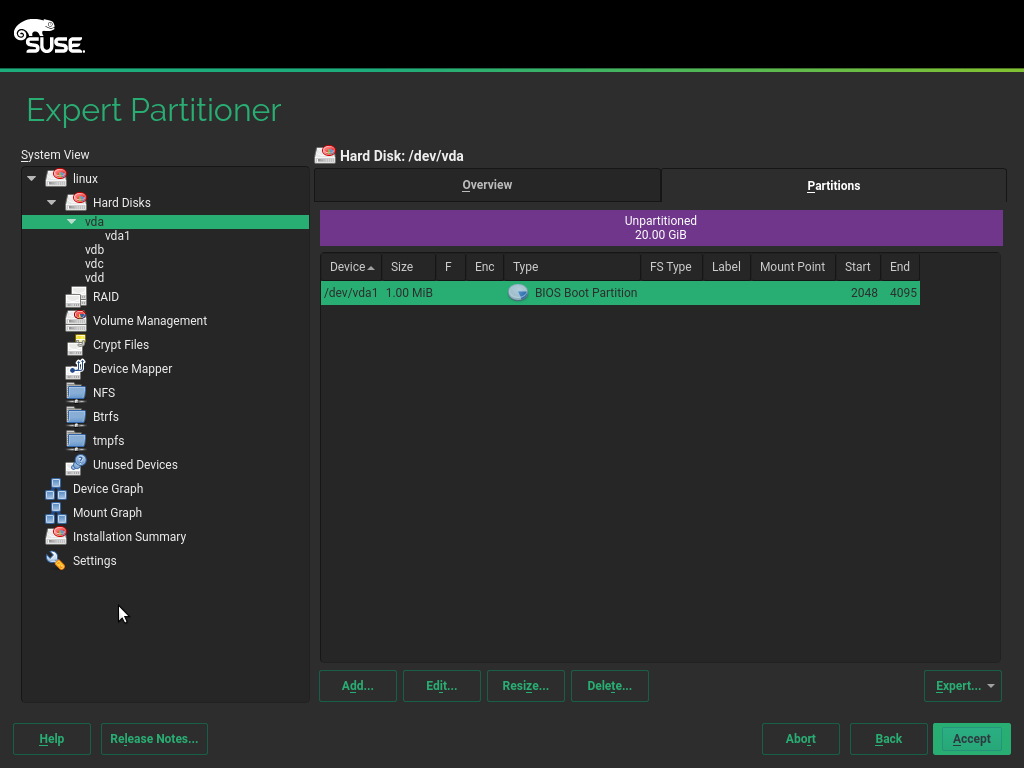 SUSE
Expert Partitioner
System View
linux
Hard Disks
vda
vda1
vdb
vdc
vdd
RAID
Volume Management
Crypt Files
Device Mapper
NFS
Btrfs
tmpfs
Unused Devices
Device Graph
Mount Graph
Installation Summary
Settings
Hard Disk: /dev/vda
Overview Partitions
Unpartitioned
20.00 GiB
Device Size F Enc Type FS Type Label Mount Point Start End
/dev/vda1 1.00 MiB BIOS Boot Partition 2048 4095
Add... Edit... Resize... Delete... Expert...
Help Release Notes... Abort Back Accept